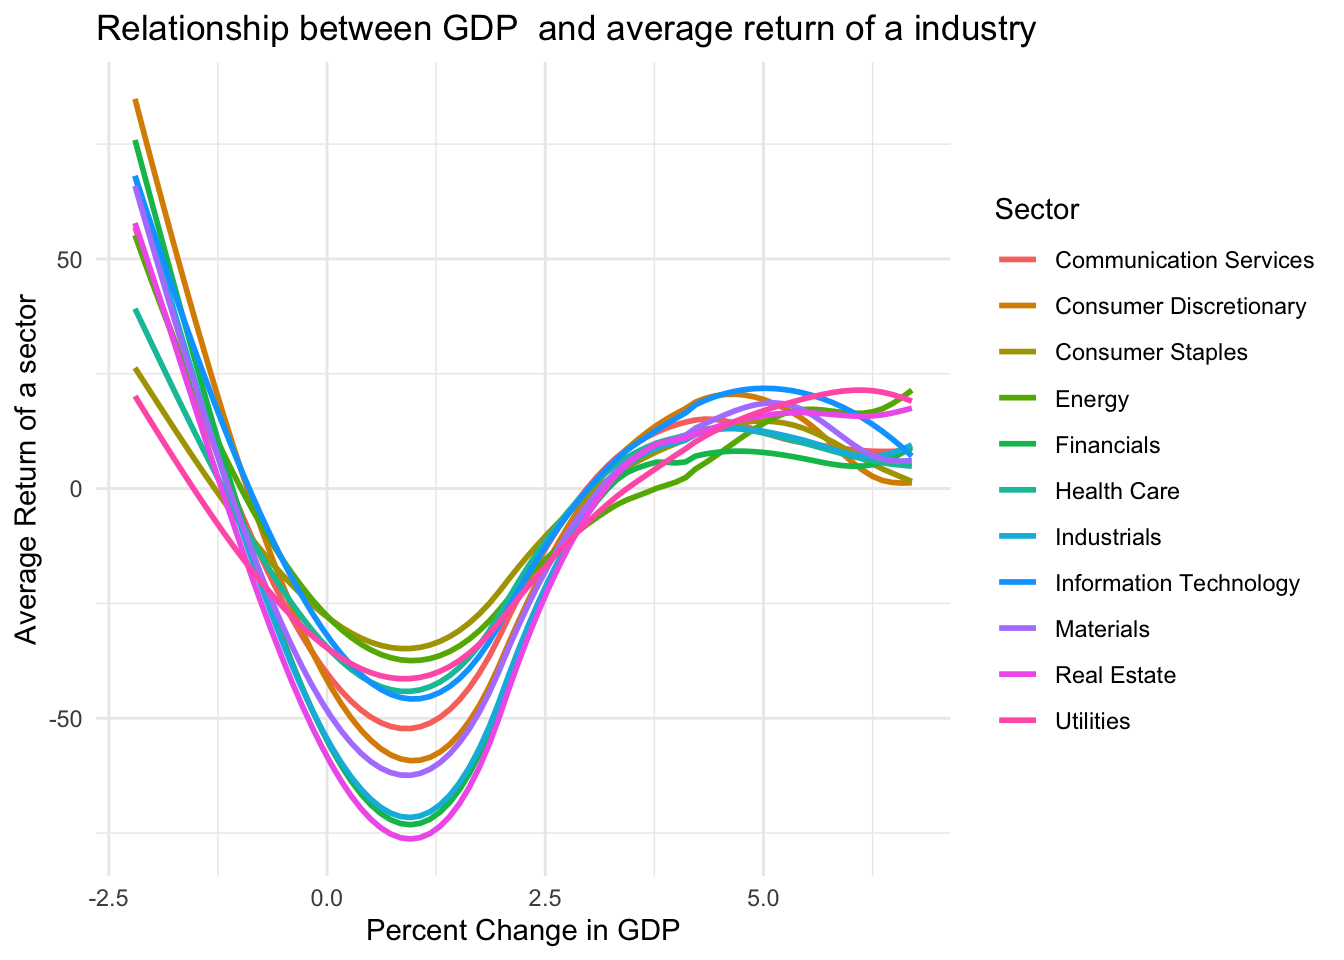 Relationship between GDP  and average return of a industry
Average Return of a sector
50
0
-50
-2.5
0.0
2.5
5.0
Percent Change in GDP
Sector
Communication Services
Consumer Discretionary
Consumer Staples
Energy
Financials
Health Care
Industrials
Information Technology
Materials
Real Estate
Utilities